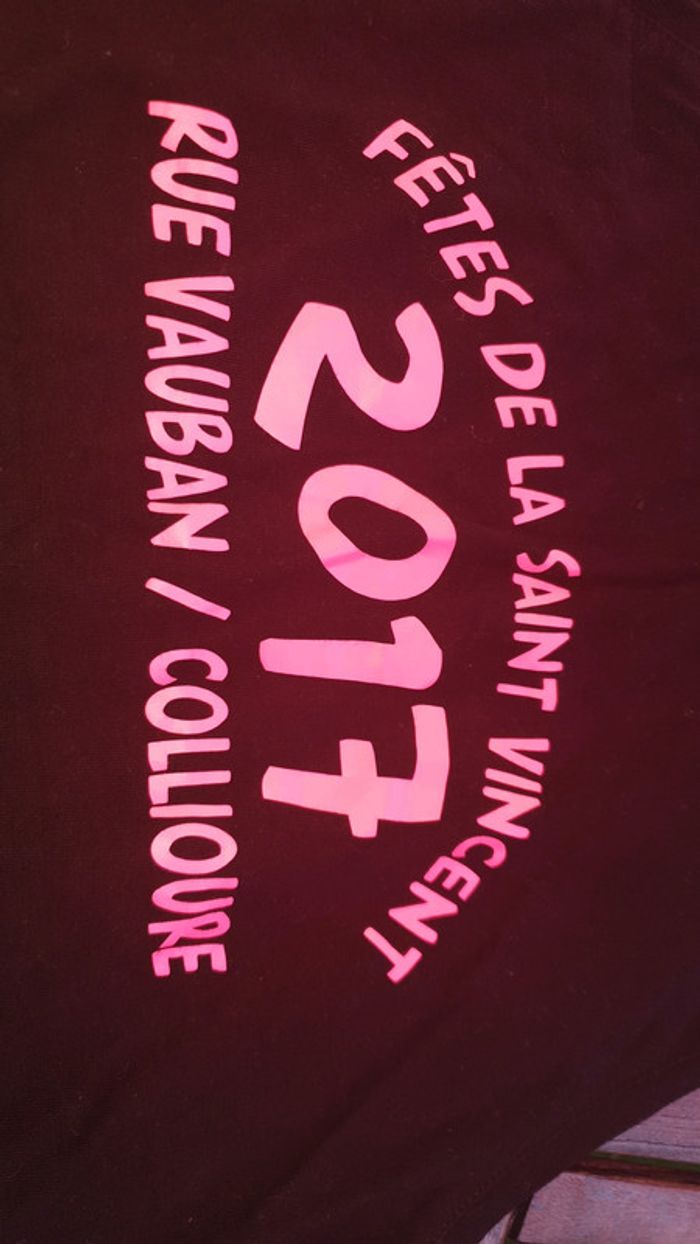 FÊTES DE LA SAINT VINCENT
2017
RUE VAUBAN / COLLIOURE